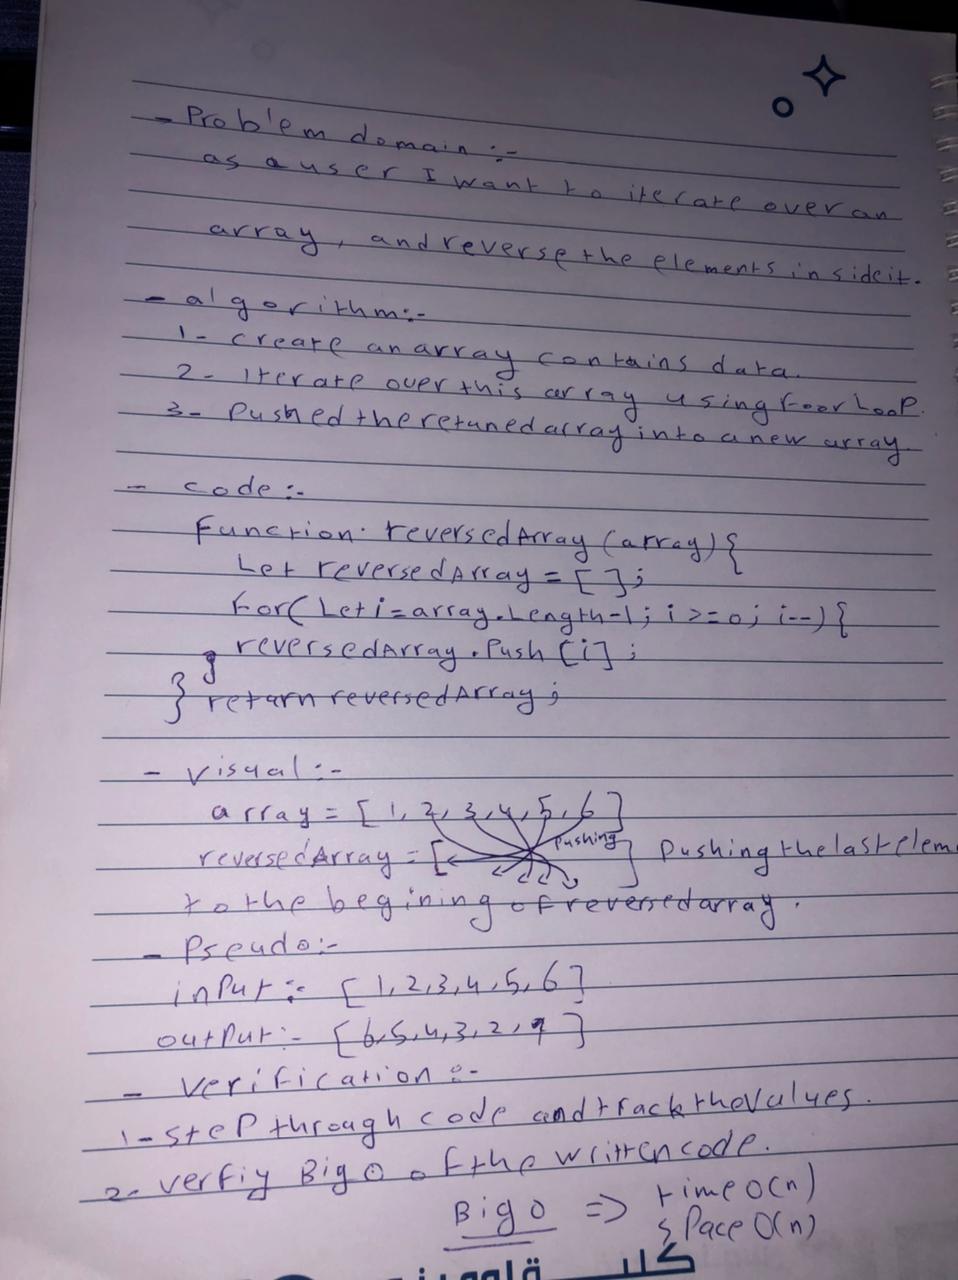 - Problem domain :-
as a user I want to iterate over an
array, and reverse the elements inside it.
- algorithm:-
1- create an array contains data.
2- Iterate over this array using foor LooP.
3- Pushed the retuned array into a new array.
- code :-
Function reversedArray (array) {
Let reversedArray = [ ];
For( Let i = array.Length-1; i >= 0; i--) {
reversedArray.Push [i] ;
}
} return reversedArray ;
- Visual :-
array = [ 1, 2, 3, 4, 5, 6 ]
reversedArray = [ Pushing ] Pushing the last elem
to the begining of reversed array.
- Pseudo:-
inPut :- [ 1,2,3,4,5,6 ]
outPut :- [ 6,5,4,3,2,1 ]
- Verification :-
1- steP through code and track the Values.
2- verfiy Big O of the written code.
Big O => time O(n)
sPace O(n)